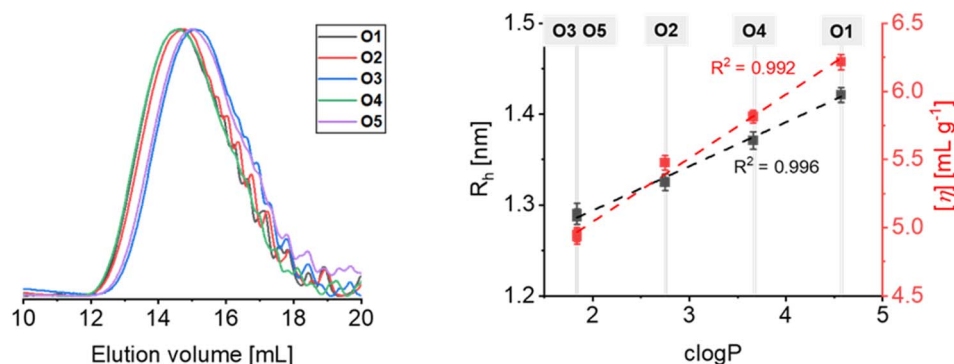 O1
O2
O3
O4
O5
10 12 14 16 18 20
Elution volume [mL]
1.5
1.4
1.3
1.2
Rₕ [nm]
O3 O5 O2 O4 O1
R² = 0.992
R² = 0.996
2 3 4 5
clogP
6.5
6.0
5.5
5.0
4.5
[η] [mL g⁻¹]